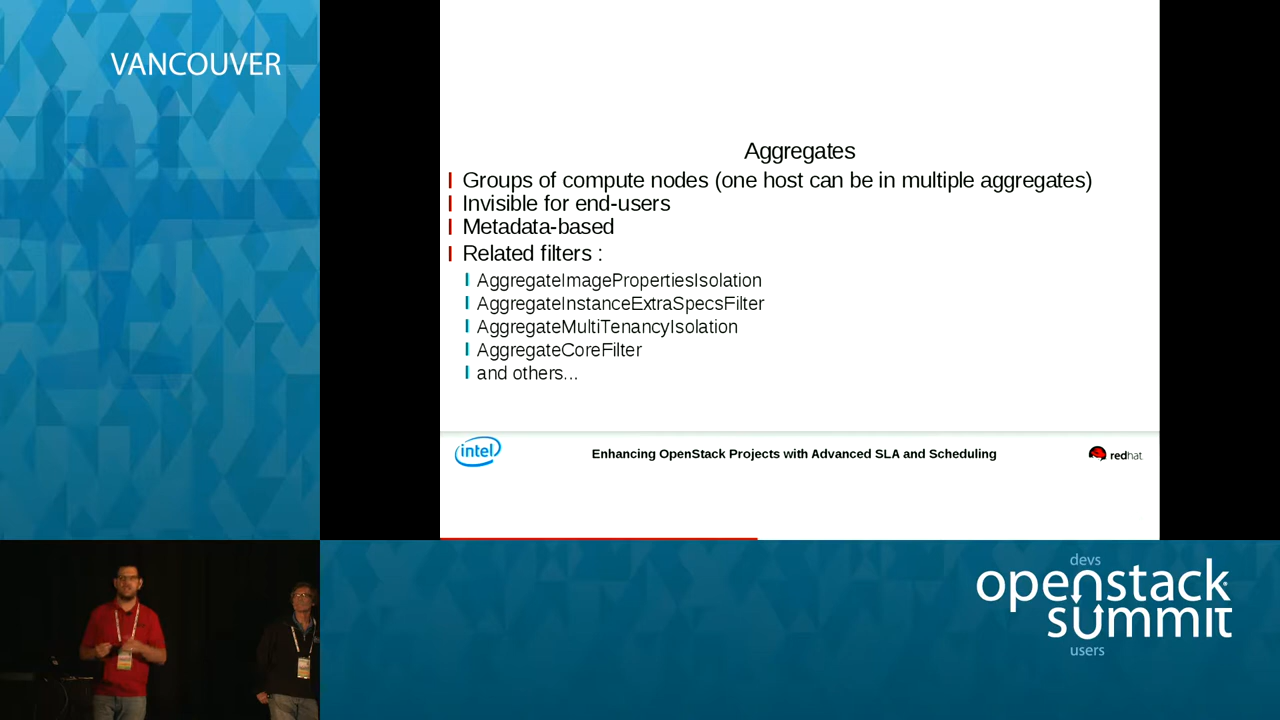 VANCOUVER
Aggregates
Groups of compute nodes (one host can be in multiple aggregates)
Invisible for end-users
Metadata-based
Related filters :
AggregateImagePropertiesIsolation
AggregateInstanceExtraSpecsFilter
AggregateMultiTenancyIsolation
AggregateCoreFilter
and others...
intel
Enhancing OpenStack Projects with Advanced SLA and Scheduling
redhat
devs
openstack
summit
users